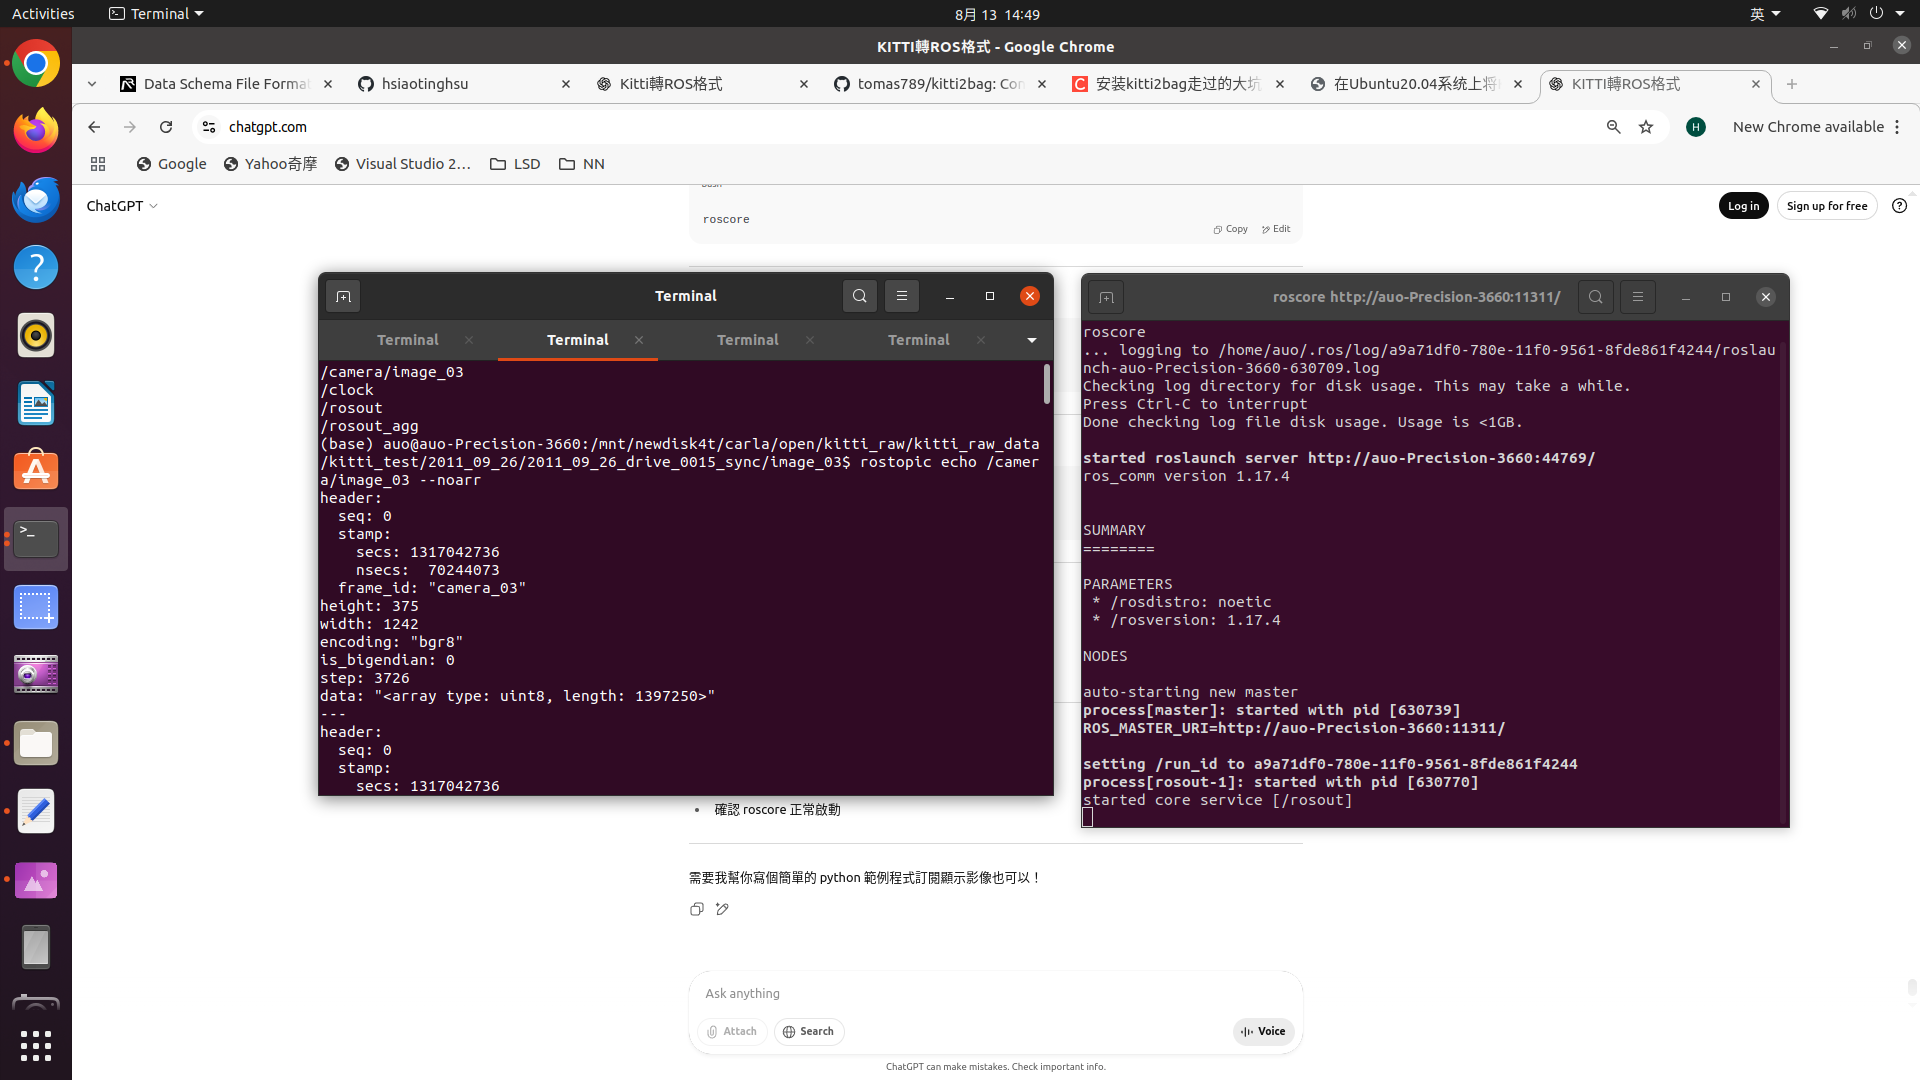 Activities
Terminal
8月 13 14:49
英
KITTI轉ROS格式 - Google Chrome
Data Schema File Format
hsiaotinghsu
Kitti轉ROS格式
tomas789/kitti2bag: Con
安装kitti2bag走过的大坑
在Ubuntu20.04系统上将k
KITTI轉ROS格式
chatgpt.com
H
New Chrome available
Google
Yahoo奇摩
Visual Studio 2...
LSD
NN
ChatGPT
Log in
Sign up for free
Bash
roscore
Copy
Edit
Terminal
Terminal
Terminal
Terminal
Terminal
/camera/image_03
/clock
/rosout
/rosout_agg
(base) auo@auo-Precision-3660:/mnt/newdisk4t/carla/open/kitti_raw/kitti_raw_data
/kitti_test/2011_09_26/2011_09_26_drive_0015_sync/image_03$ rostopic echo /camer
a/image_03 --noarr
header:
  seq: 0
  stamp:
    secs: 1317042736
    nsecs:  70244073
  frame_id: "camera_03"
height: 375
width: 1242
encoding: "bgr8"
is_bigendian: 0
step: 3726
data: "<array type: uint8, length: 1397250>"
---
header:
  seq: 0
  stamp:
    secs: 1317042736
roscore http://auo-Precision-3660:11311/
roscore
... logging to /home/auo/.ros/log/a9a71df0-780e-11f0-9561-8fde861f4244/roslau
nch-auo-Precision-3660-630709.log
Checking log directory for disk usage. This may take a while.
Press Ctrl-C to interrupt
Done checking log file disk usage. Usage is <1GB.
started roslaunch server http://auo-Precision-3660:44769/
ros_comm version 1.17.4
SUMMARY
========
PARAMETERS
 * /rosdistro: noetic
 * /rosversion: 1.17.4
NODES
auto-starting new master
process[master]: started with pid [630739]
ROS_MASTER_URI=http://auo-Precision-3660:11311/
setting /run_id to a9a71df0-780e-11f0-9561-8fde861f4244
process[rosout-1]: started with pid [630770]
started core service [/rosout]
確認 roscore 正常啟動
需要我幫你寫個簡單的 python 範例程式訂閱顯示影像也可以！
Ask anything
Attach
Search
Voice
ChatGPT can make mistakes. Check important info.